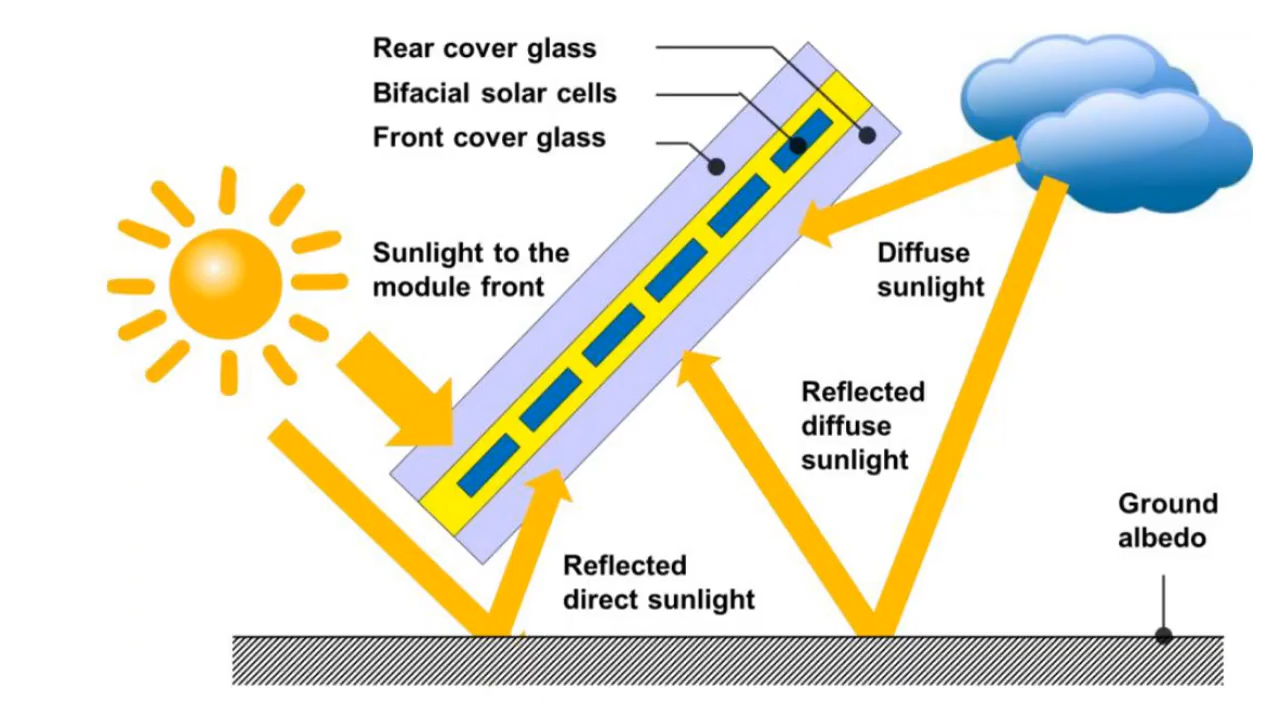 Rear cover glass
Bifacial solar cells
Front cover glass
Sunlight to the
module front
Diffuse
sunlight
Reflected
diffuse
sunlight
Ground
albedo
Reflected
direct sunlight